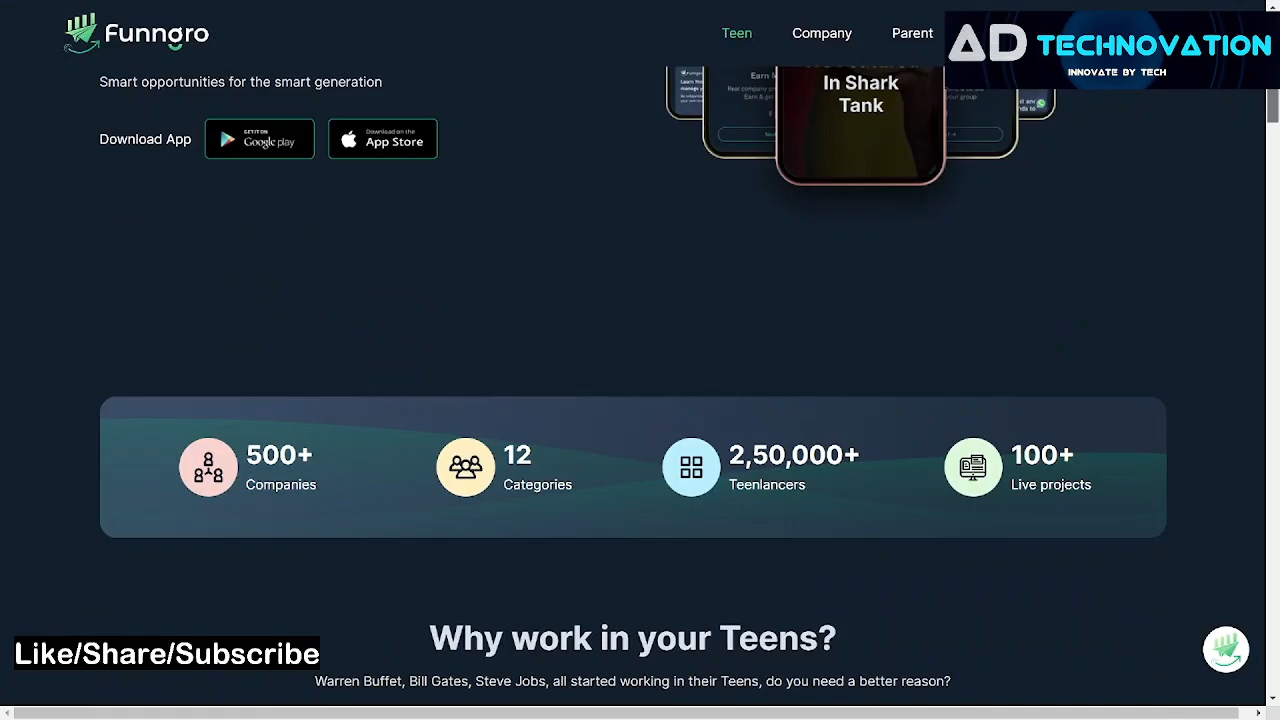 Funngro
Teen
Company
Parent
AD TECHNOVATION
INNOVATE BY TECH
Smart opportunities for the smart generation
In Shark
Tank
Earn
Download App
GET IT ON
Google play
Download on the
App Store
500+
Companies
12
Categories
2,50,000+
Teenlancers
100+
Live projects
Why work in your Teens?
Warren Buffet, Bill Gates, Steve Jobs, all started working in their Teens, do you need a better reason?
Like/Share/Subscribe